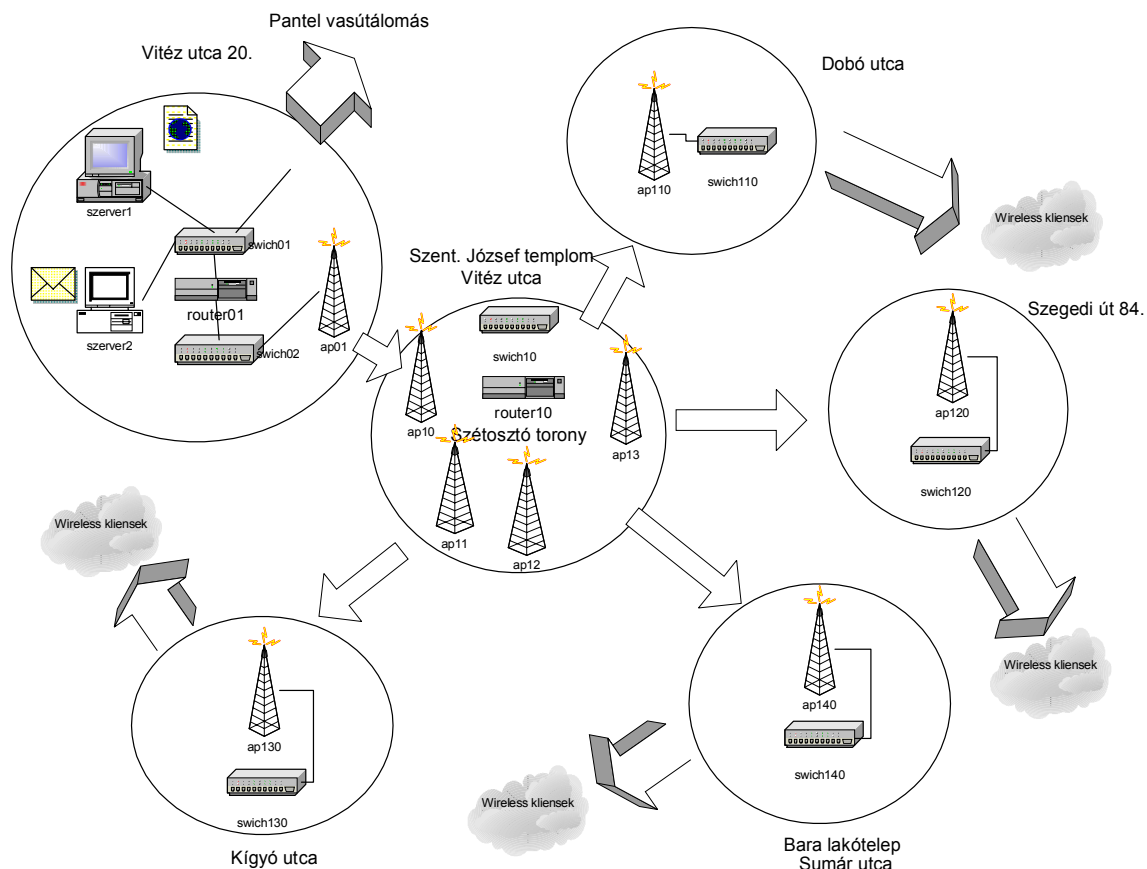 Pantel vasútálomás
Vitéz utca 20.
Dobó utca
szerver1
swich01
szerver2
router01
swich02
ap01
ap110
swich110
Wireless kliensek
Szent. József templom
Vitéz utca
swich10
router10
ap10
Szétosztó torony
ap13
ap11
ap12
Szegedi út 84.
ap120
swich120
Wireless kliensek
Wireless kliensek
ap130
swich130
Kígyó utca
ap140
swich140
Wireless kliensek
Bara lakótelep
Sumár utca